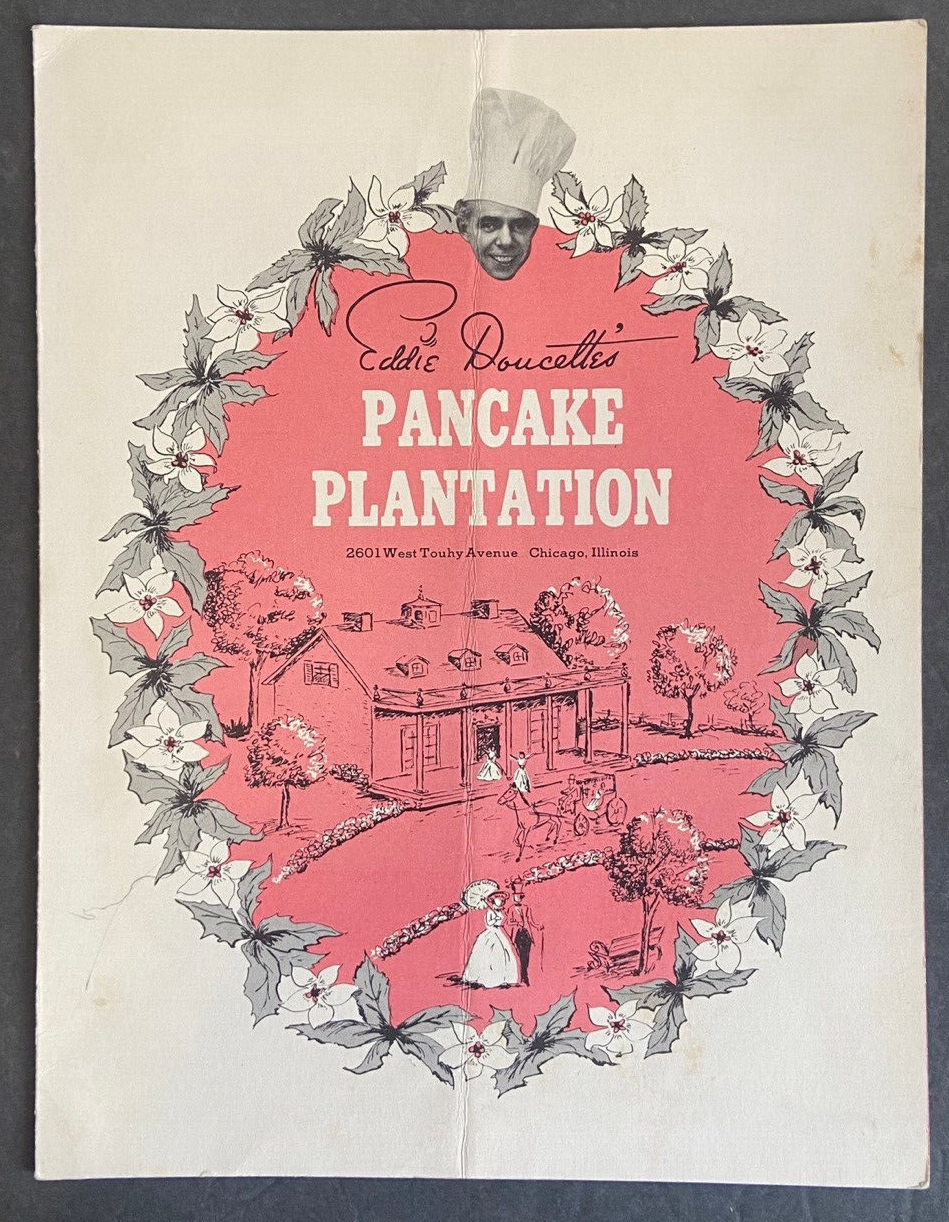 Eddie Doucette's
PANCAKE
PLANTATION
2601 West Touhy Avenue Chicago, Illinois